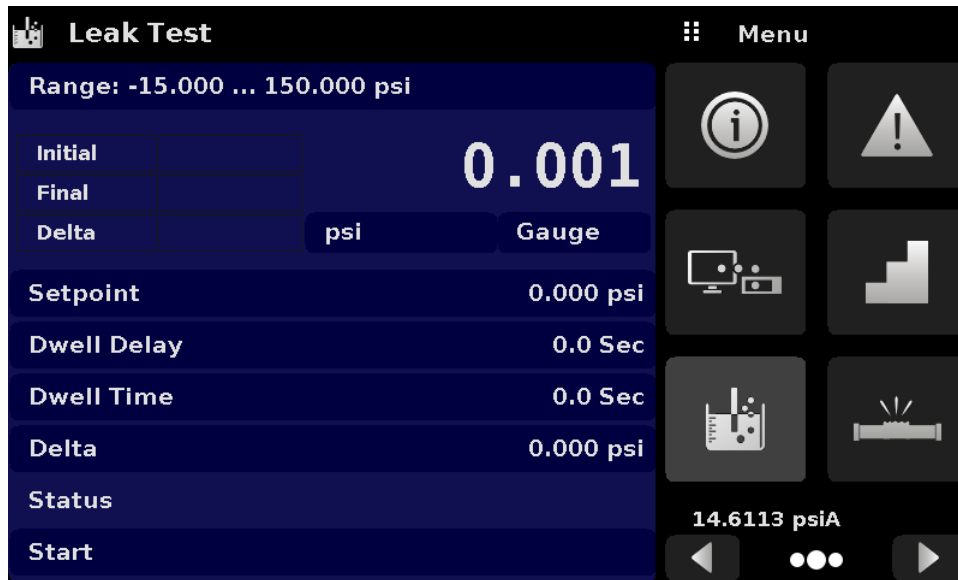 Leak Test
Menu
Range: -15.000 ... 150.000 psi
Initial
0.001
Final
Delta
psi
Gauge
Setpoint
0.000 psi
Dwell Delay
0.0 Sec
Dwell Time
0.0 Sec
Delta
0.000 psi
Status
14.6113 psiA
Start